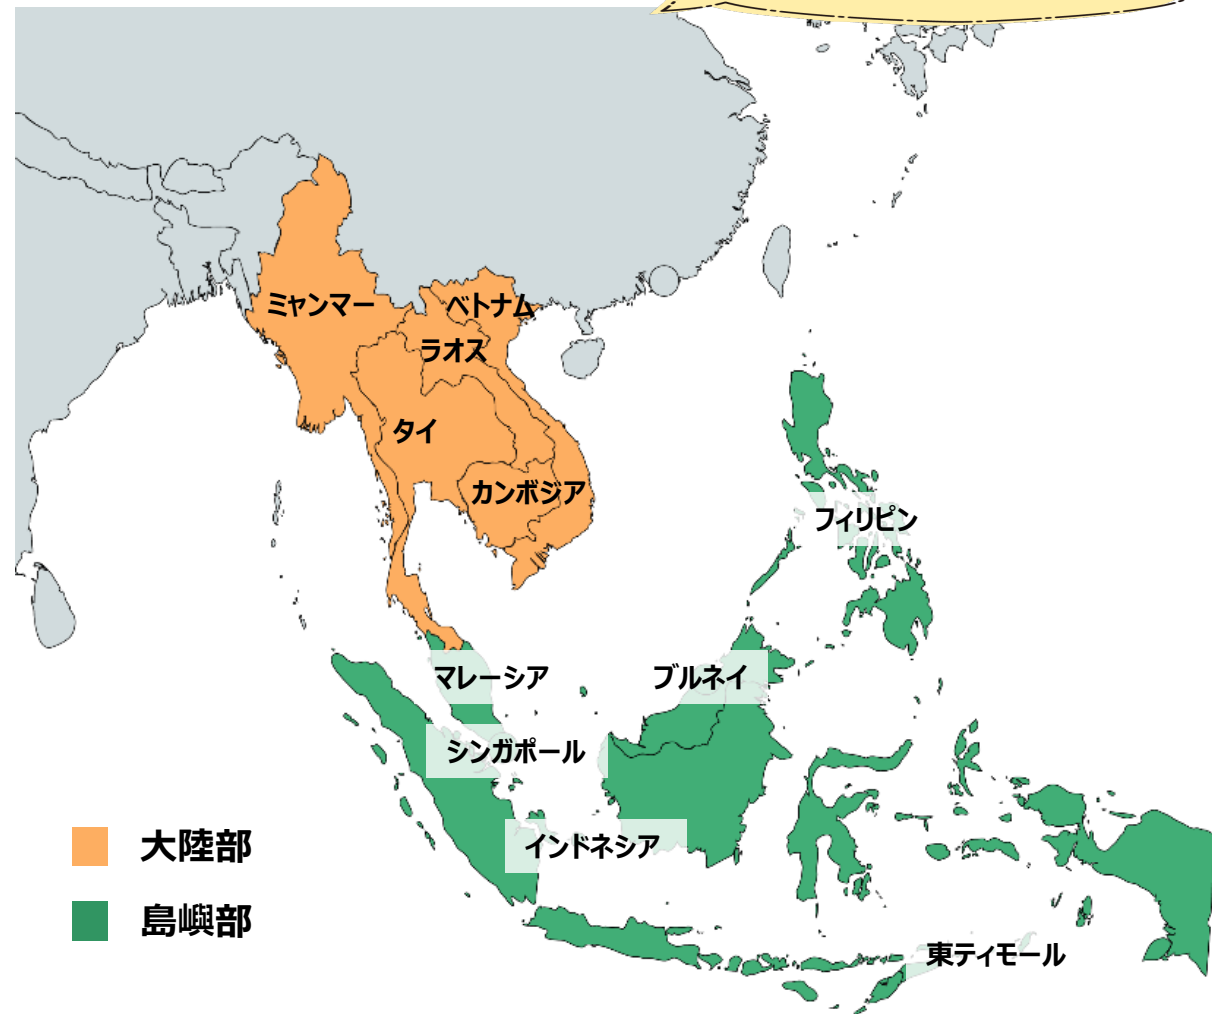 ミャンマー
ベトナム
ラオス
タイ
カンボジア
フィリピン
マレーシア
ブルネイ
シンガポール
インドネシア
東ティモール
大陸部
島嶼部